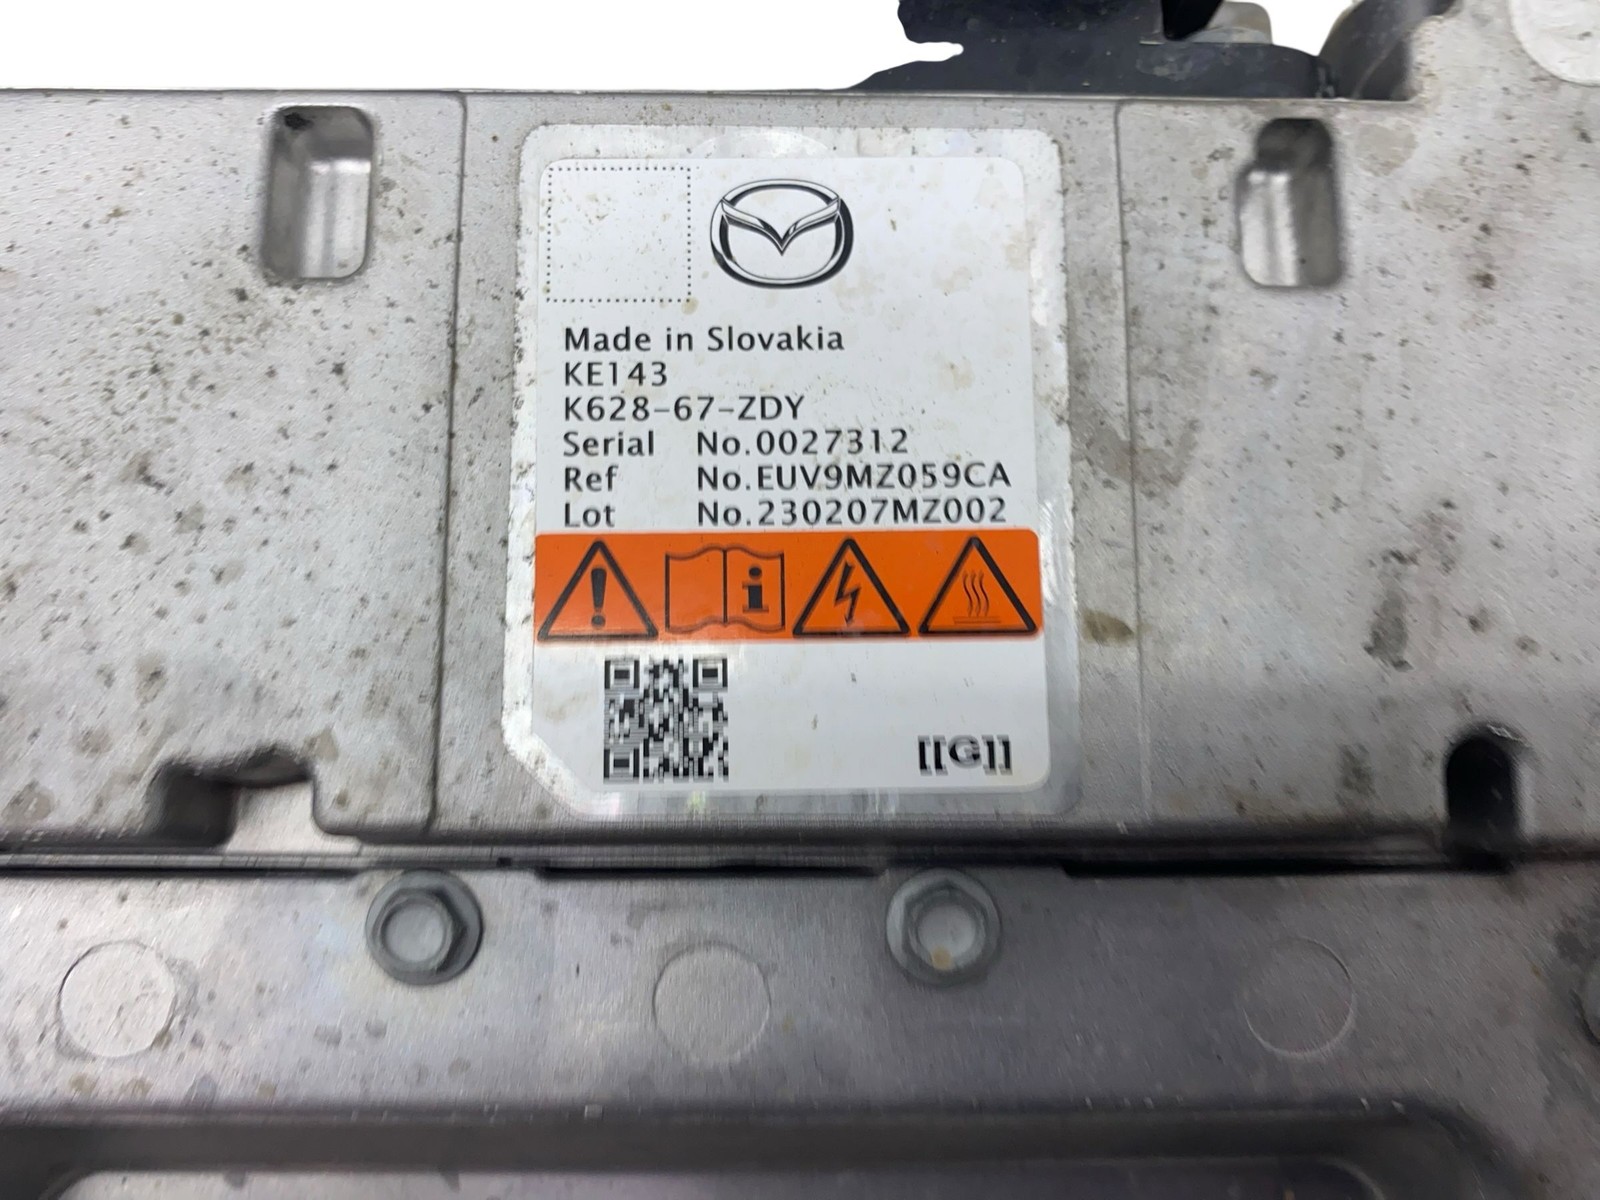 Made in Slovakia
KE143
K628-67-ZDY
Serial No.0027312
Ref No.EUV9MZ059CA
Lot No.230207MZ002
[[G]]